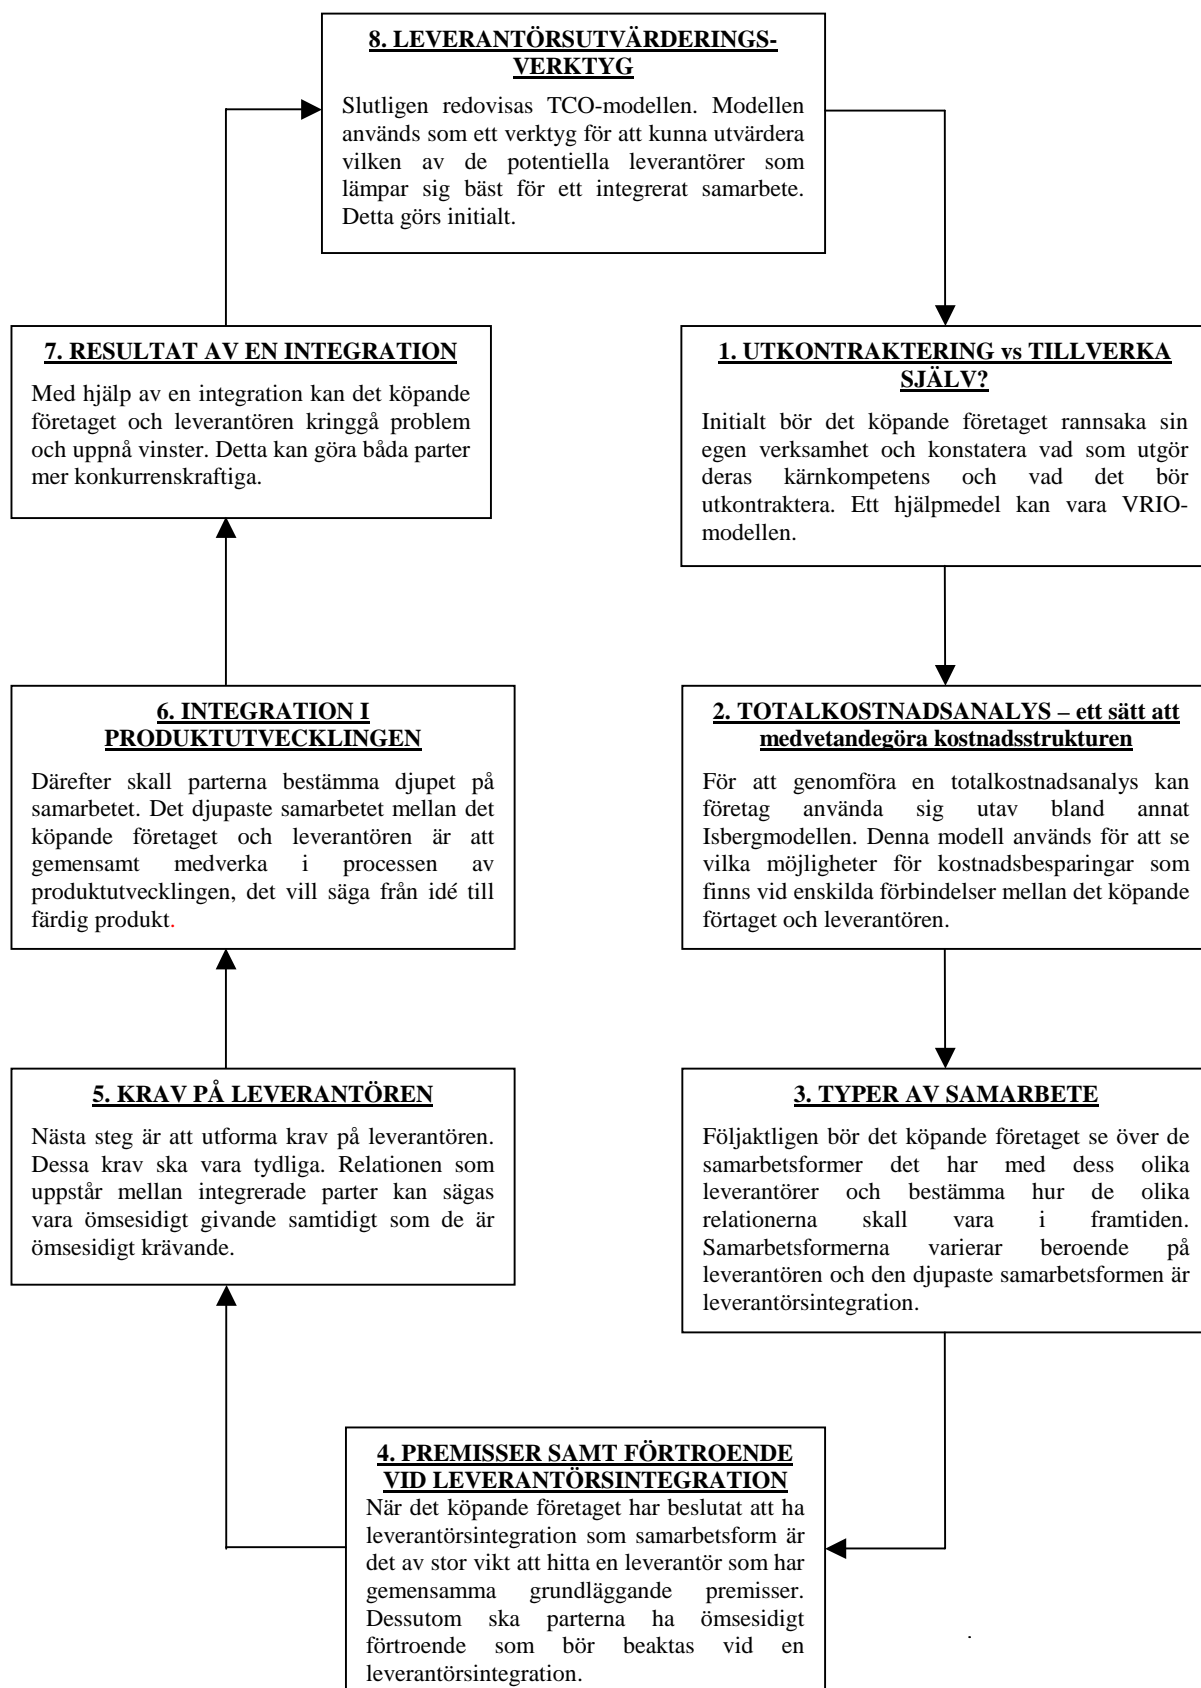 8. LEVERANTÖRSUTVÄRDERINGS-
VERKTYG
Slutligen redovisas TCO-modellen. Modellen
används som ett verktyg för att kunna utvärdera
vilken av de potentiella leverantörer som
lämpar sig bäst för ett integrerat samarbete.
Detta görs initialt.
7. RESULTAT AV EN INTEGRATION
Med hjälp av en integration kan det köpande
företaget och leverantören kringgå problem
och uppnå vinster. Detta kan göra båda parter
mer konkurrenskraftiga.
1. UTKONTRAKTERING vs TILLVERKA
SJÄLV?
Initialt bör det köpande företaget rannsaka sin
egen verksamhet och konstatera vad som utgör
deras kärnkompetens och vad det bör
utkontraktera. Ett hjälpmedel kan vara VRIO-
modellen.
6. INTEGRATION I
PRODUKTUTVECKLINGEN
Därefter skall parterna bestämma djupet på
samarbetet. Det djupaste samarbetet mellan det
köpande företaget och leverantören är att
gemensamt medverka i processen av
produktutvecklingen, det vill säga från idé till
färdig produkt.
2. TOTALKOSTNADSANALYS – ett sätt att
medvetandegöra kostnadsstrukturen
För att genomföra en totalkostnadsanalys kan
företag använda sig utav bland annat
Isbergmodellen. Denna modell används för att se
vilka möjligheter för kostnadsbesparingar som
finns vid enskilda förbindelser mellan det köpande
förtaget och leverantören.
5. KRAV PÅ LEVERANTÖREN
Nästa steg är att utforma krav på leverantören.
Dessa krav ska vara tydliga. Relationen som
uppstår mellan integrerade parter kan sägas
vara ömsesidigt givande samtidigt som de är
ömsesidigt krävande.
3. TYPER AV SAMARBETE
Följaktligen bör det köpande företaget se över de
samarbetsformer det har med dess olika
leverantörer och bestämma hur de olika
relationerna skall vara i framtiden.
Samarbetsformerna varierar beroende på
leverantören och den djupaste samarbetsformen är
leverantörsintegration.
4. PREMISSER SAMT FÖRTROENDE
VID LEVERANTÖRSINTEGRATION
När det köpande företaget har beslutat att ha
leverantörsintegration som samarbetsform är
det av stor vikt att hitta en leverantör som har
gemensamma grundläggande premisser.
Dessutom ska parterna ha ömsesidigt
förtroende som bör beaktas vid en
leverantörsintegration.